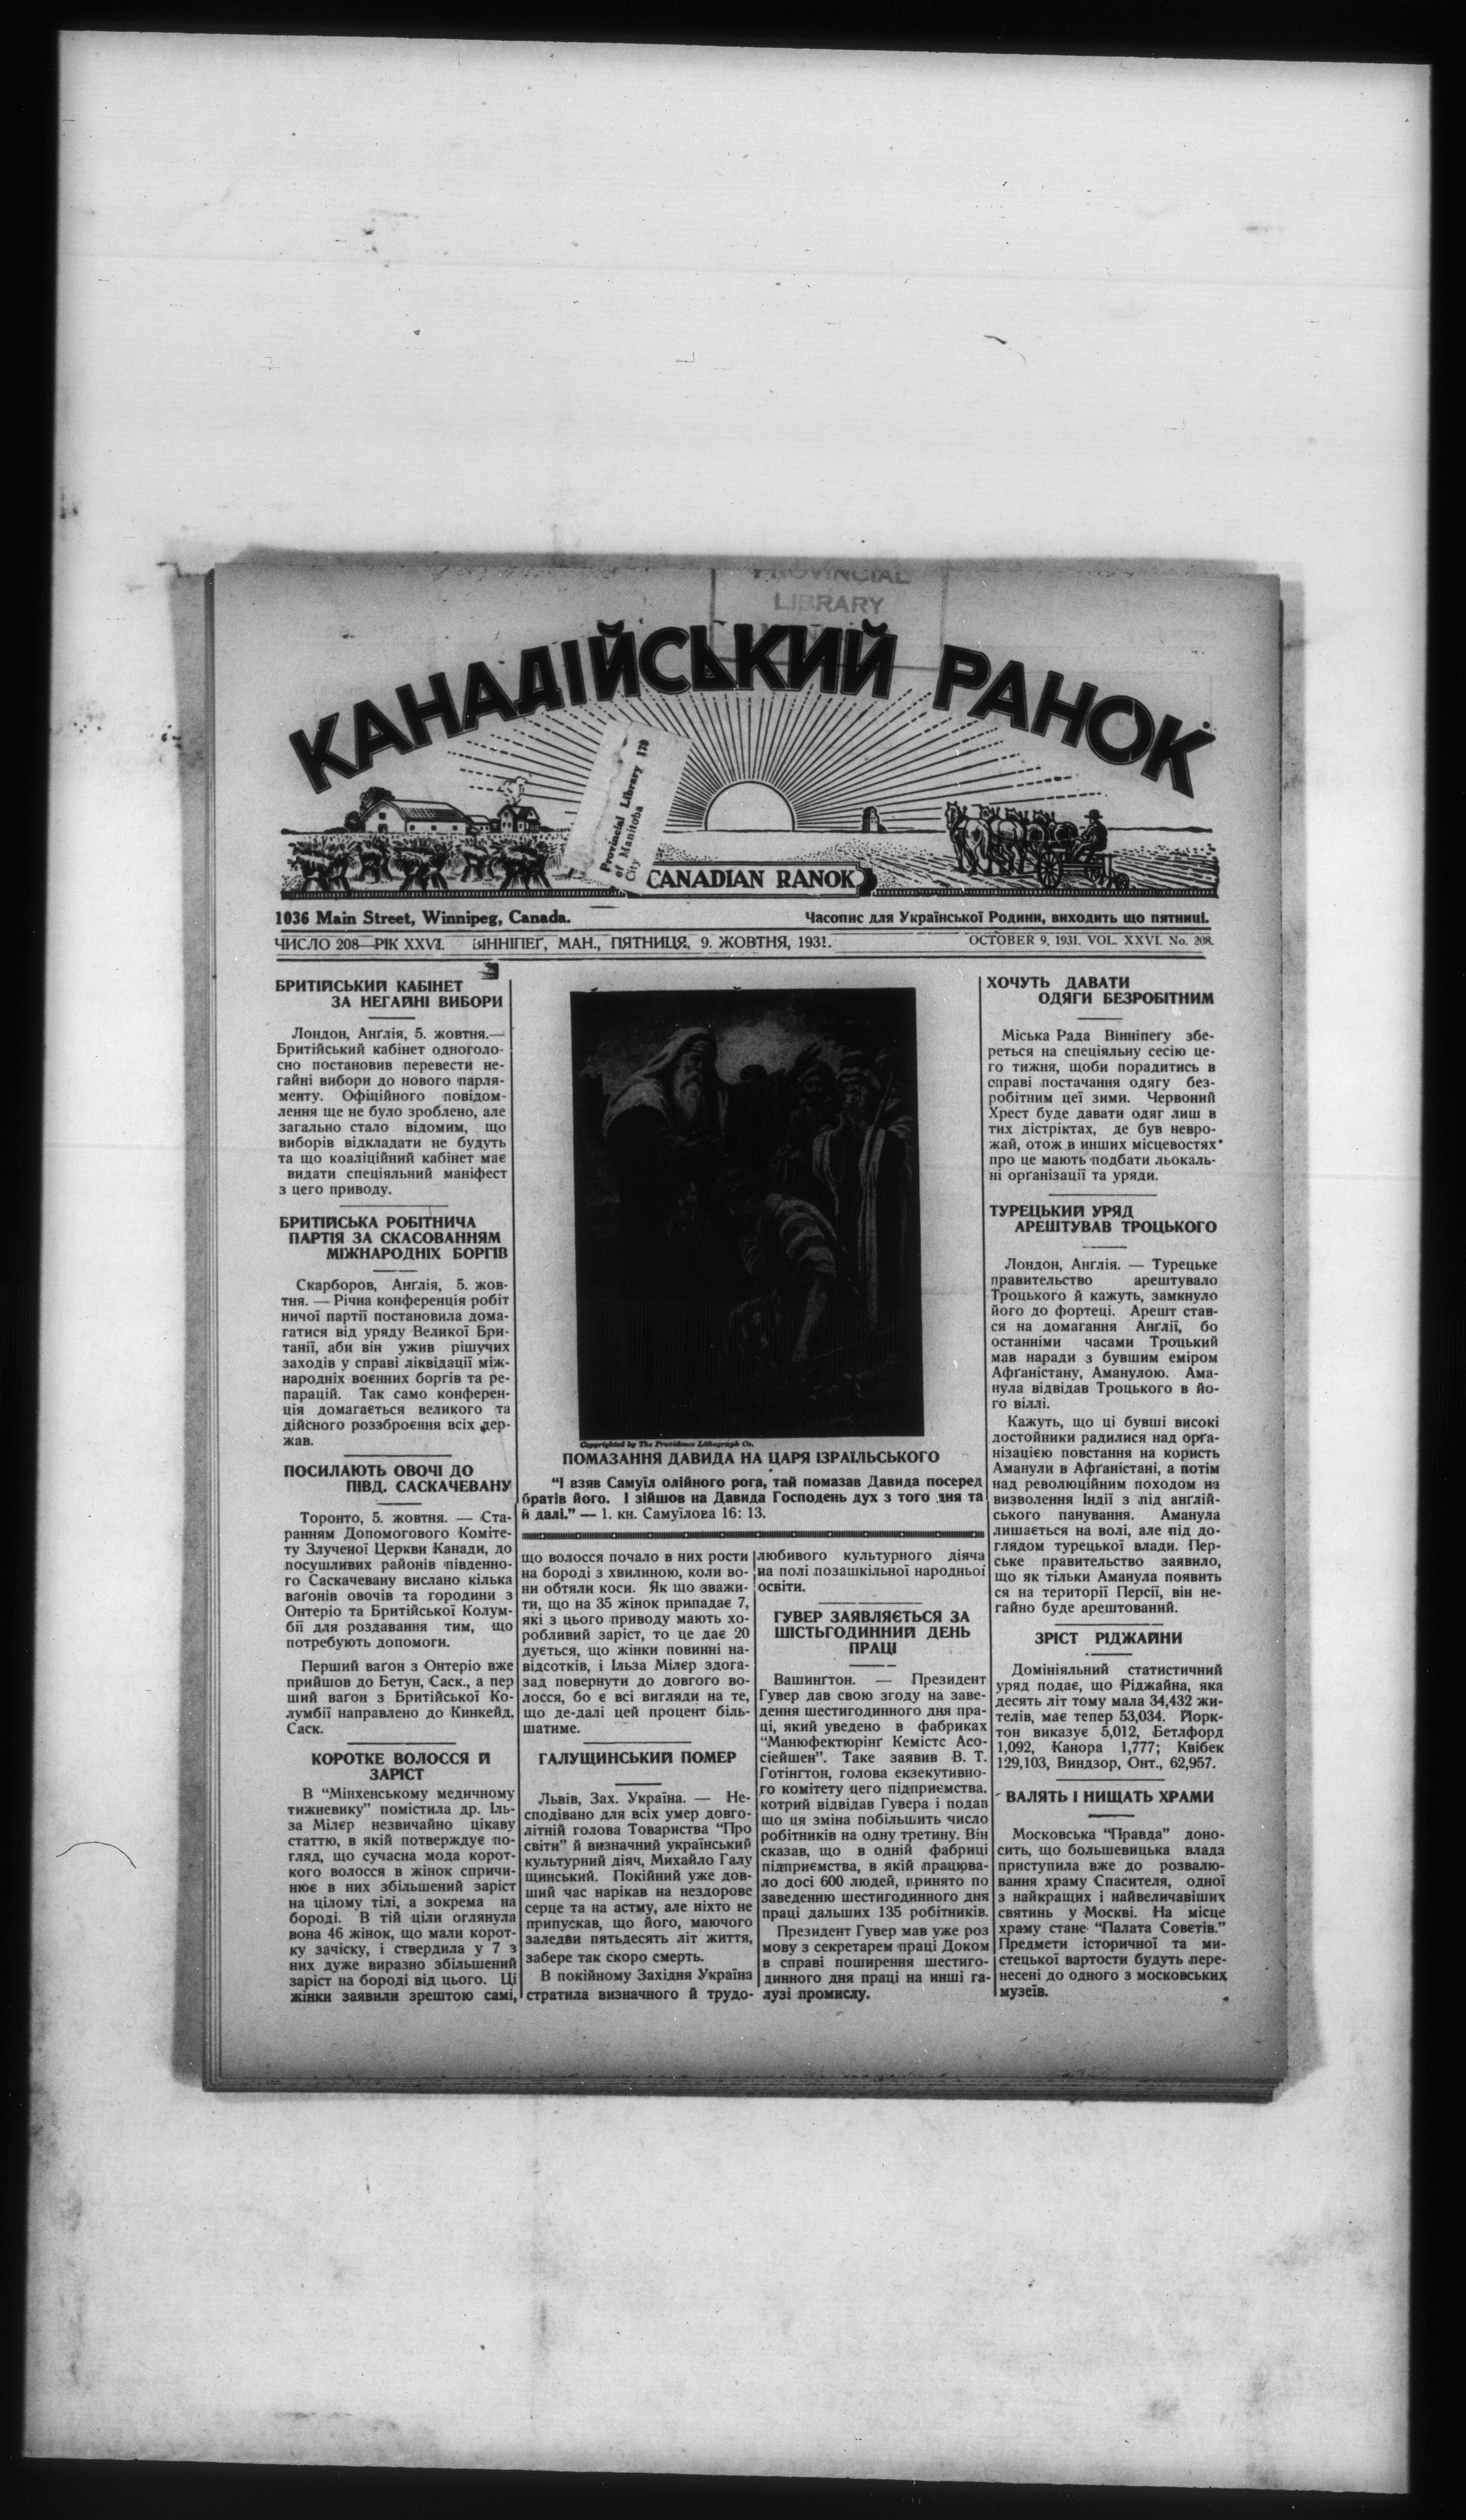 PROVINCIAL
LIBRARY
КАНАДІЙСЬКИЙ РАНОК
Provincial Library 179
of Manitoba
City
CANADIAN RANOK
1036 Main Street, Winnipeg, Canada.
Часопис для Української Родини, виходить що пятниці.
ЧИСЛО 208—РІК XXVI. ВІННІПЕҐ, МАН., ПЯТНИЦЯ, 9. ЖОВТНЯ, 1931.
OCTOBER 9, 1931. VOL. XXVI. No. 208.
БРИТІЙСЬКИЙ КАБІНЕТ
ЗА НЕГАЙНІ ВИБОРИ
Лондон, Анґлія, 5. жовтня.—
Бритійський кабінет одноголо-
сно постановив перевести не-
гайні вибори до нового парля-
менту. Офіційного повідом-
лення ще не було зроблено, але
загально стало відомим, що
виборів відкладати не будуть
та що коаліційний кабінет має
видати спеціяльний маніфест
з цего приводу.
БРИТІЙСЬКА РОБІТНИЧА
ПАРТІЯ ЗА СКАСОВАННЯМ
МІЖНАРОДНІХ БОРГІВ
Скарборов, Анґлія, 5. жов-
тня. — Річна конференція робіт
ничої партії постановила дома-
гатися від уряду Великої Бри-
танії, аби він ужив рішучих
заходів у справі ліквідації між-
народніх воєнних боргів та ре-
парацій. Так само конферен-
ція домагається великого та
дійсного роззброєння всіх дер-
жав.
ПОСИЛАЮТЬ ОВОЧІ ДО
ПІВД. САСКАЧЕВАНУ
Торонто, 5. жовтня. — Ста-
ранням Допомогового Коміте-
ту Злученої Церкви Канади, до
посушливих районів південно-
го Саскачевану вислано кілька
ваґонів овочів та городини з
Онтеріо та Бритійської Колум-
бії для роздавання тим, що
потребують допомоги.
Перший ваґон з Онтеріо вже
прийшов до Бетун, Саск., а пер
ший ваґон з Бритійської Ко-
лумбії направлено до Кинкейд,
Саск.
КОРОТКЕ ВОЛОССЯ Й
ЗАРІСТ
В “Мінхенському медичному
тижневику” помістила др. Іль-
за Мілєр незвичайно цікаву
статтю, в якій потверджує по-
гляд, що сучасна мода корот-
кого волосся в жінок спричи-
нює в них збільшений заріст
на цілому тілі, а зокрема на
бороді. В тій ціли оглянула
вона 46 жінок, що мали корот-
ку зачіску, і ствердила у 7 з
них дуже виразно збільшений
заріст на бороді від цього. Ці
жінки заявили зрештою самі,
Copyrighted by The Providence Lithograph Co.
ПОМАЗАННЯ ДАВИДА НА ЦАРЯ ІЗРАЇЛЬСЬКОГО
“І взяв Самуїл олійного рога, тай помазав Давида посеред
братів його. І зійшов на Давида Господень дух з того дня та
й далі.” — 1. кн. Самуїлова 16: 13.
що волосся почало в них рости
на бороді з хвилиною, коли во-
ни обтяли коси. Як що зважи-
ти, що на 35 жінок припадає 7,
які з цього приводу мають хо-
робливий заріст, то це дає 20
дується, що жінки повинні на-
відсотків, і Ільза Мілєр здога-
зад повернути до довгого во-
лосся, бо є всі вигляди на те,
що де-далі цей процент біль-
шатиме.
ГАЛУЩИНСЬКИЙ ПОМЕР
Львів, Зах. Україна. — Не-
сподівано для всіх умер довго-
літній голова Товариства “Про
світи” й визначний український
культурний діяч, Михайло Галу
щинський. Покійний уже дов-
ший час нарікав на нездорове
серце та на астму, але ніхто не
припускав, що його, маючого
заледви пятьдесять літ життя,
забере так скоро смерть.
В покійному Західня Україна
стратила визначного й трудо-
любивого культурного діяча
на полі позашкільної народньої
освіти.
ГУВЕР ЗАЯВЛЯЄТЬСЯ ЗА
ШІСТЬГОДИННИЙ ДЕНЬ
ПРАЦІ
Вашинґтон. — Президент
Гувер дав свою згоду на заве-
дення шестигодинного дня пра-
ці, який уведено в фабриках
“Манюфектюрінґ Кемістс Асо-
сіейшен”. Таке заявив В. Т.
Готінґтон, голова екзекутивно-
го комітету цего підприємства,
котрий відвідав Гувера і подав
що ця зміна побільшить число
робітників на одну третину. Він
сказав, що в одній фабриці
підприємства, в якій працюва-
ло досі 600 людей, принято по
заведенню шестигодинного дня
праці дальших 135 робітників.
Президент Гувер мав уже роз
мову з секретарем праці Доком
в справі поширення шестиго-
динного дня праці на инші га-
лузі промислу.
ХОЧУТЬ ДАВАТИ
ОДЯГИ БЕЗРОБІТНИМ
Міська Рада Вінніпеґу збе-
реться на спеціяльну сесію це-
го тижня, щоби порадитись в
справі постачання одягу без-
робітним цеї зими. Червоний
Хрест буде давати одяг лиш в
тих дістріктах, де був невро-
жай, отож в инших місцевостях
про це мають подбати льокаль-
ні організації та уряди.
ТУРЕЦЬКИЙ УРЯД
АРЕШТУВАВ ТРОЦЬКОГО
Лондон, Анґлія. — Турецьке
правительство арештувало
Троцького й кажуть, замкнуло
його до фортеці. Арешт став-
ся на домагання Анґлії, бо
останніми часами Троцький
мав наради з бувшим еміром
Афґаністану, Аманулою. Ама-
нула відвідав Троцького в йо-
го віллі.
Кажуть, що ці бувші високі
достойники радилися над орґа-
нізацією повстання на користь
Аманули в Афґаністані, а потім
над революційним походом на
визволення Індії з під анґлій-
ського панування. Аманула
лишається на волі, але під до-
глядом турецької влади. Пер-
ське правительство заявило,
що як тільки Аманула появить
ся на території Персії, він не-
гайно буде арештований.
ЗРІСТ РІДЖАЙНИ
Домініяльний статистичний
уряд подає, що Ріджайна, яка
десять літ тому мала 34,432 жи-
телів, має тепер 53,034. Йорк-
тон виказує 5,012, Бетлфорд
1,092, Канора 1,777; Квібек
129,103, Виндзор, Онт., 62,957.
ВАЛЯТЬ І НИЩАТЬ ХРАМИ
Московська “Правда” доно-
сить, що большевицька влада
приступила вже до розвалю-
вання храму Спасителя, одної
з найкращих і найвеличавіших
святинь у Москві. На місце
храму стане “Палата Совєтів.”
Предмети історичної та ми-
стецької вартости будуть пере-
несені до одного з московських
музеїв.